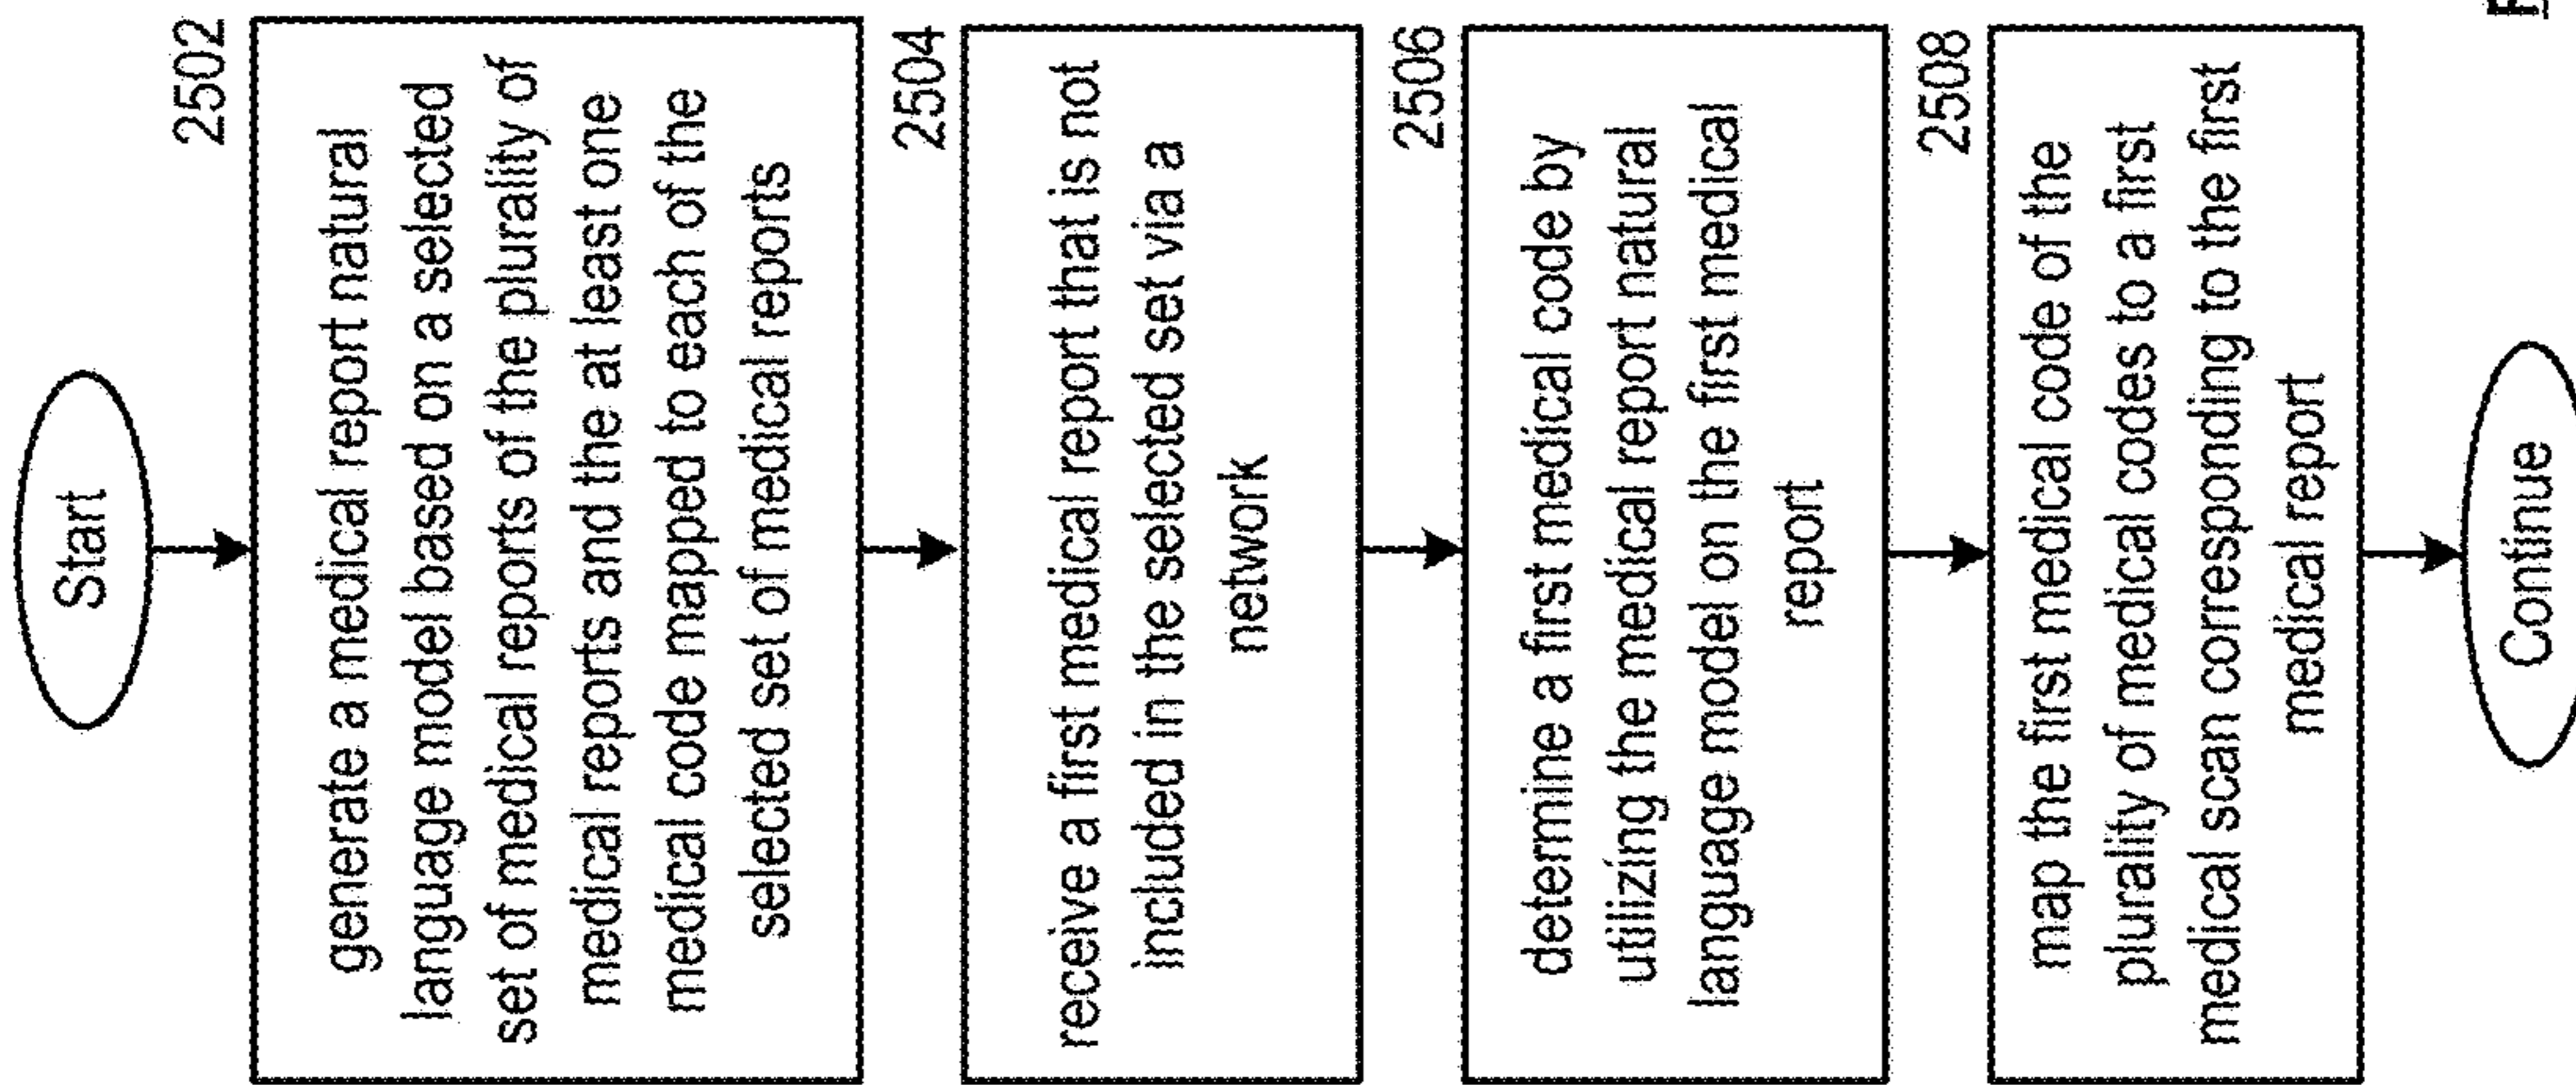 Start
2502
generate a medical report natural
language model based on a selected
set of medical reports of the plurality of
medical reports and the at least one
medical code mapped to each of the
selected set of medical reports
2504
receive a first medical report that is not
included in the selected set via a
network
2506
determine a first medical code by
utilizing the medical report natural
language model on the first medical
report
2508
map the first medical code of the
plurality of medical codes to a first
medical scan corresponding to the first
medical report
Continue